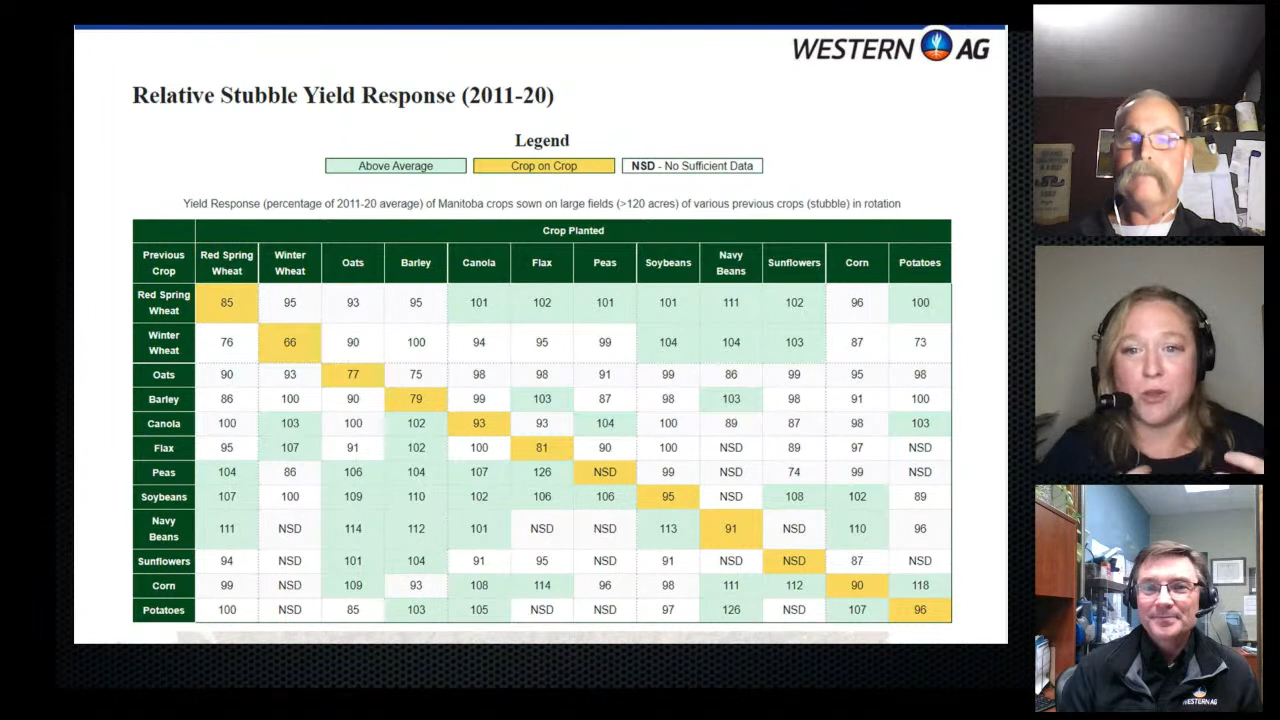 WESTERN AG
Relative Stubble Yield Response (2011-20)
Legend
Above Average Crop on Crop NSD - No Sufficient Data
Yield Response (percentage of 2011-20 average) of Manitoba crops sown on large fields (>120 acres) of various previous crops (stubble) in rotation
Crop Planted
Previous Crop Red Spring Wheat Winter Wheat Oats Barley Canola Flax Peas Soybeans Navy Beans Sunflowers Corn Potatoes
Red Spring Wheat 85 95 93 95 101 102 101 101 111 102 96 100
Winter Wheat 76 66 90 100 94 95 99 104 104 103 87 73
Oats 90 93 77 75 98 98 91 99 86 99 95 98
Barley 86 100 90 79 99 103 87 98 103 98 91 100
Canola 100 103 100 102 93 93 104 100 89 87 98 103
Flax 95 107 91 102 100 81 90 100 NSD 89 97 NSD
Peas 104 86 106 104 107 126 NSD 99 NSD 74 99 NSD
Soybeans 107 100 109 110 102 106 106 95 NSD 108 102 89
Navy Beans 111 NSD 114 112 101 NSD NSD 113 91 NSD 110 96
Sunflowers 94 NSD 101 104 91 95 NSD 91 NSD NSD 87 NSD
Corn 99 NSD 109 93 108 114 96 98 111 112 90 118
Potatoes 100 NSD 85 103 105 NSD NSD 97 126 NSD 107 96
WESTERN AG